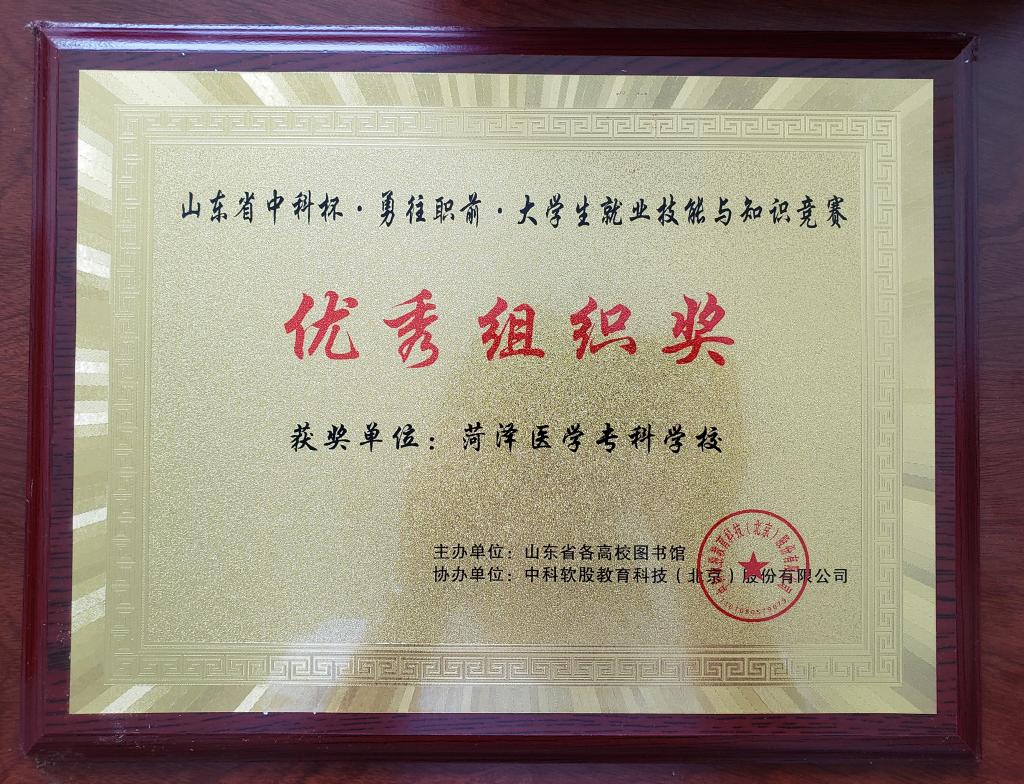 山东省中科杯·勇往职前·大学生就业技能与知识竞赛
优秀组织奖
获奖单位：菏泽医学专科学校
主办单位：山东省各高校图书馆
协办单位：中科软股教育科技（北京）股份有限公司